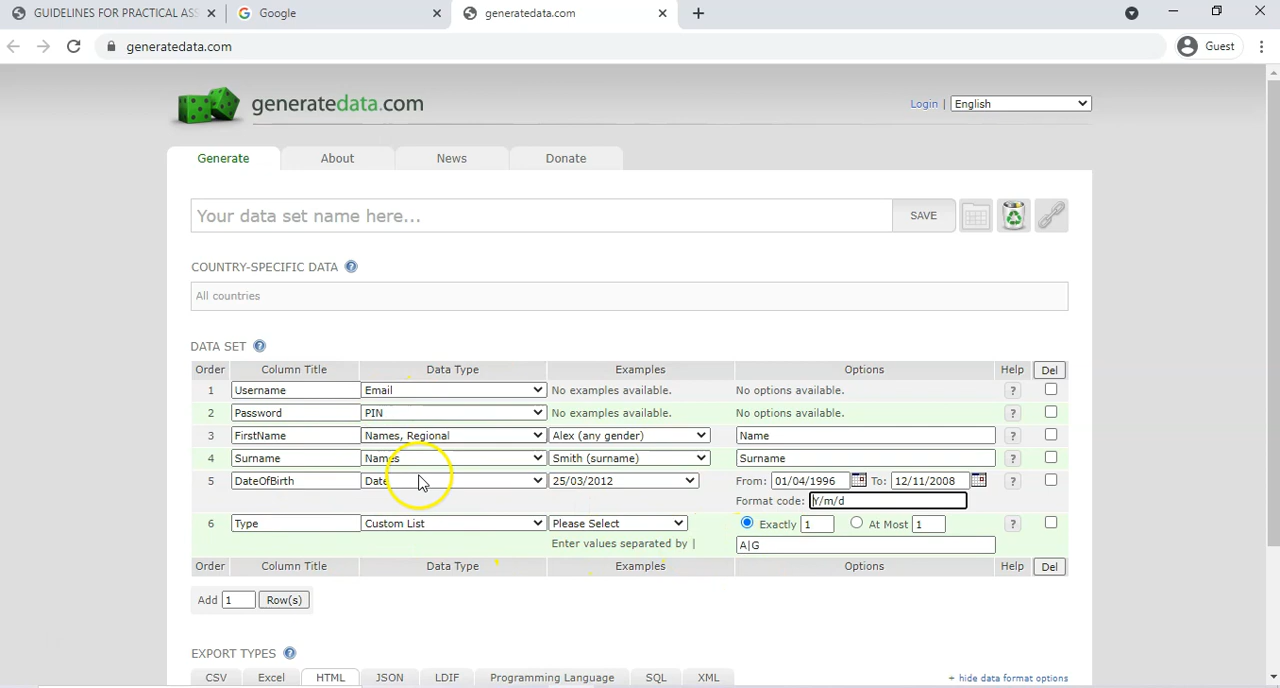 GUIDELINES FOR PRACTICAL ASS
Google
generatedata.com
generatedata.com
Guest
generatedata.com
Login | English
Generate About News Donate
Your data set name here... SAVE
COUNTRY-SPECIFIC DATA ?
All countries
DATA SET ?
Order Column Title Data Type Examples Options Help Del
1 Username Email No examples available. No options available. ?
2 Password PIN No examples available. No options available. ?
3 FirstName Names, Regional Alex (any gender) Name ?
4 Surname Names Smith (surname) Surname ?
5 DateOfBirth Date 25/03/2012 From: 01/04/1996 To: 12/11/2008 ?
Format code: Y/m/d
6 Type Custom List Please Select Exactly 1 At Most 1 ?
Enter values separated by | A|G
Order Column Title Data Type Examples Options Help Del
Add 1 Row(s)
EXPORT TYPES ?
CSV Excel HTML JSON LDIF Programming Language SQL XML + hide data format options